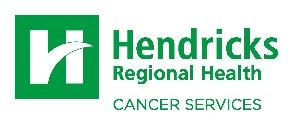 H
Hendricks
Regional Health
CANCER SERVICES